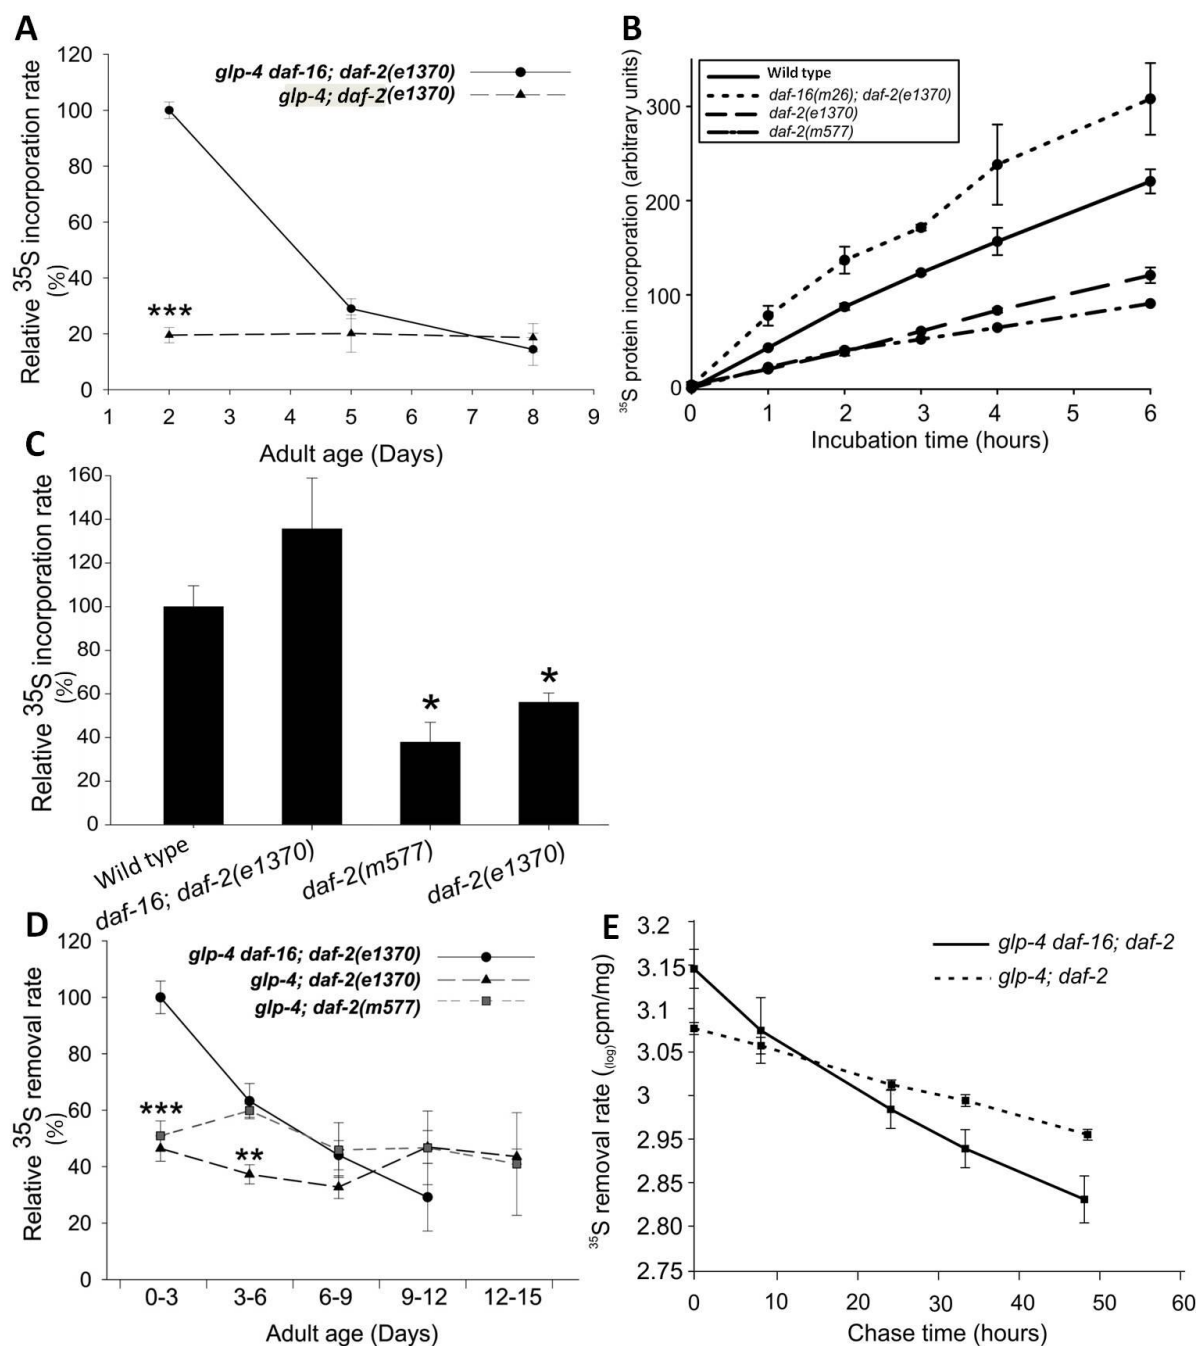 A
120
100
80
60
40
20
0
Relative 35S incorporation rate
(%)
glp-4 daf-16; daf-2(e1370)
glp-4; daf-2(e1370)
***
1 2 3 4 5 6 7 8 9
Adult age (Days)
B
300
200
100
0
35S protein incorporation (arbitrary units)
Wild type
daf-16(m26); daf-2(e1370)
daf-2(e1370)
daf-2(m577)
0 1 2 3 4 5 6
Incubation time (hours)
C
160
140
120
100
80
60
40
20
0
Relative 35S incorporation rate
(%)
*
*
Wild type
daf-16; daf-2(e1370)
daf-2(m577)
daf-2(e1370)
D
120
100
80
60
40
20
0
Relative 35S removal rate
(%)
glp-4 daf-16; daf-2(e1370)
glp-4; daf-2(e1370)
glp-4; daf-2(m577)
***
**
0-3 3-6 6-9 9-12 12-15
Adult age (Days)
E
3.2
3.15
3.1
3.05
3
2.95
2.85
2.80
2.75
35S removal rate ((log)cpm/mg)
glp-4 daf-16; daf-2
glp-4; daf-2
0 10 20 30 40 50 60
Chase time (hours)